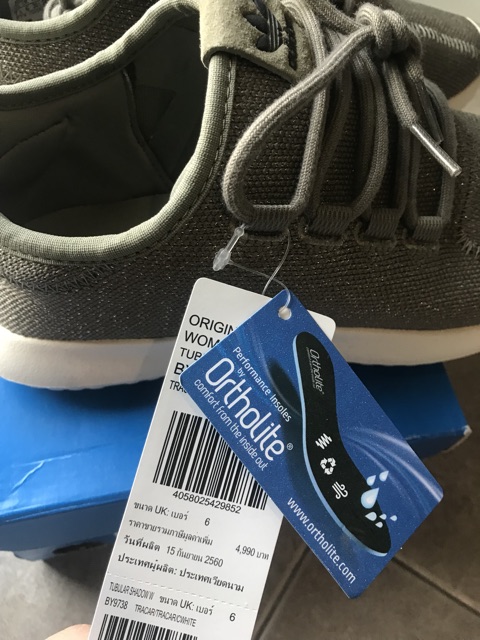 ORIGIN
WOM
TUB
BY
TRAC
4058025429852
ขนาด UK: เบอร์ 6
ราคาขายรวมภาษีมูลค่าเพิ่ม 4,990 บาท
วันที่ผลิต 15 กันยายน 2560
ประเทศผู้ผลิต: ประเทศเวียดนาม
TUBULAR SHADOW W ขนาด UK: เบอร์ 6
BY9738 TRACAR/TRACAR/CWHITE
Performance Insoles
by
Ortholite®
comfort from the inside out
Ortholite
www.ortholite.com